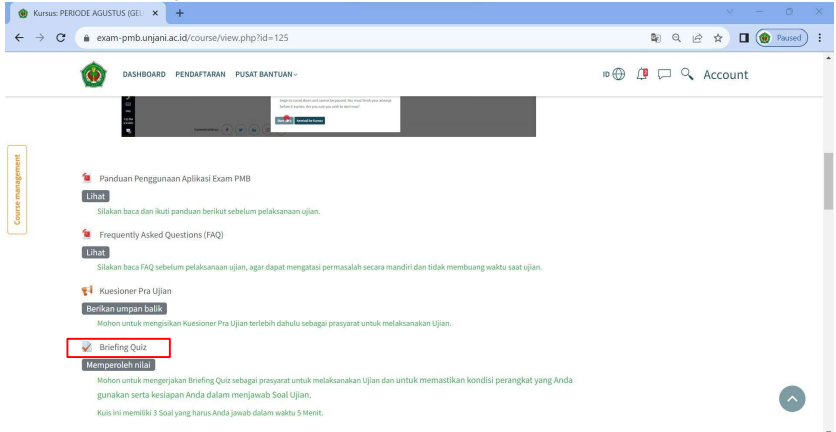 Kursus: PERIODE AGUSTUS (GEL
exam-pmb.unjani.ac.id/course/view.php?id=125
Paused
DASHBOARD PENDAFTARAN PUSAT BANTUAN
ID
Account
Course management
Panduan Penggunaan Aplikasi Exam PMB
Lihat
Silakan baca dan ikuti panduan berikut sebelum pelaksanaan ujian.
Frequently Asked Questions (FAQ)
Lihat
Silakan baca FAQ sebelum pelaksanaan ujian, agar dapat mengatasi permasalah secara mandiri dan tidak membuang waktu saat ujian.
Kuesioner Pra Ujian
Berikan umpan balik
Mohon untuk mengisikan Kuesioner Pra Ujian terlebih dahulu sebagai prasyarat untuk melaksanakan Ujian.
Briefing Quiz
Memperoleh nilai
Mohon untuk mengerjakan Briefing Quiz sebagai prasyarat untuk melaksanakan Ujian dan untuk memastikan kondisi perangkat yang Anda
gunakan serta kesiapan Anda dalam menjawab Soal Ujian.
Kuis ini memiliki 3 Soal yang harus Anda jawab dalam waktu 5 Menit.